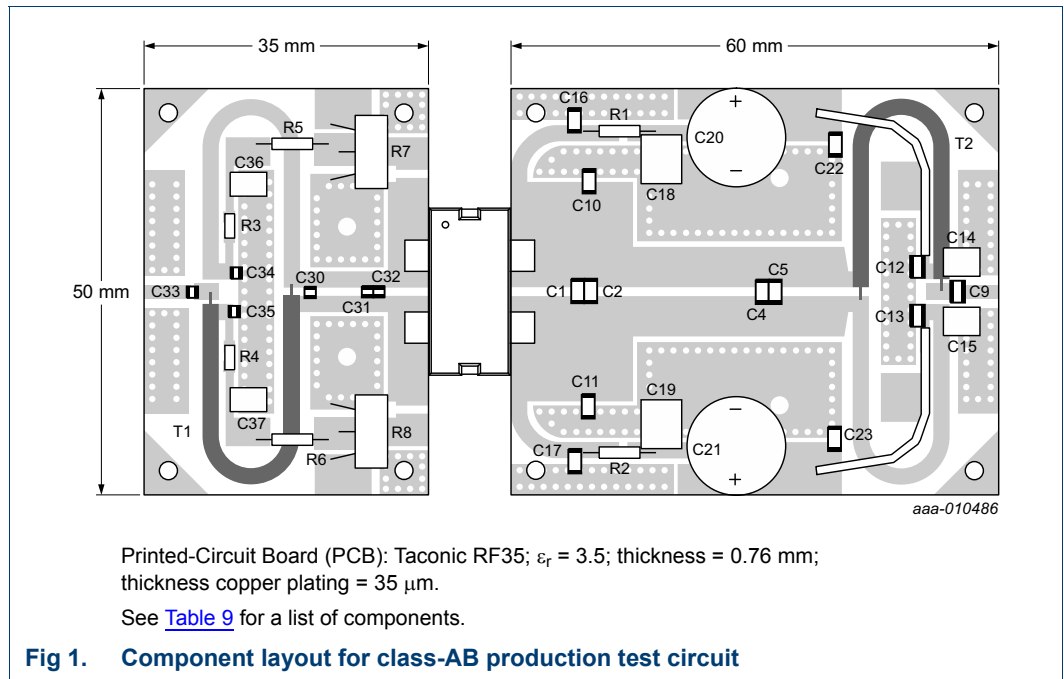 35 mm
60 mm
50 mm
C16
R1
C20
+
−
R5
R7
C36
C10
C18
C22
T2
R3
C34
C33
C30
C32
C31
C35
C1
C2
C5
C4
C12
C14
C9
C13
C15
R4
C37
T1
R6
R8
C11
C19
C17
R2
C21
−
+
C23
aaa-010486
Printed-Circuit Board (PCB): Taconic RF35; εr = 3.5; thickness = 0.76 mm;
thickness copper plating = 35 μm.
See Table 9 for a list of components.
Fig 1. Component layout for class-AB production test circuit